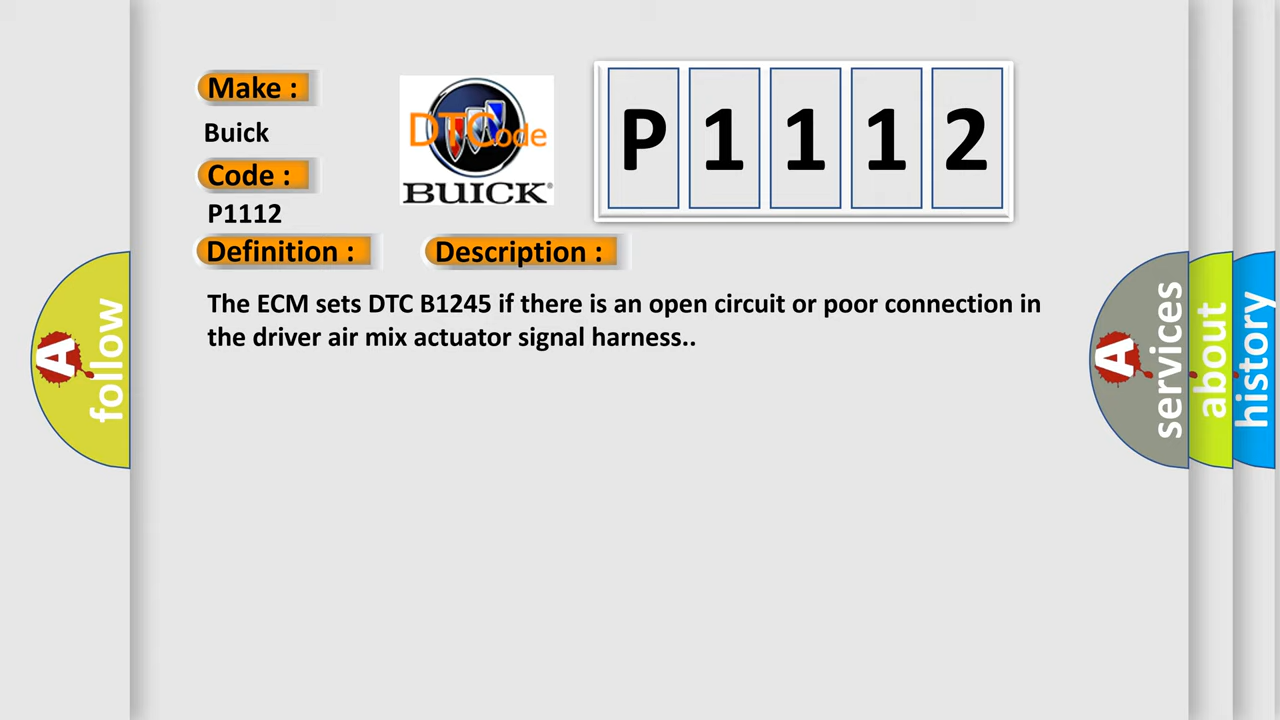 Make :
Buick
Code :
P1112
Definition :
Description :
The ECM sets DTC B1245 if there is an open circuit or poor connection in
the driver air mix actuator signal harness..
DTCode
BUICK
P 1 1 1 2
A follow
A services
about
history